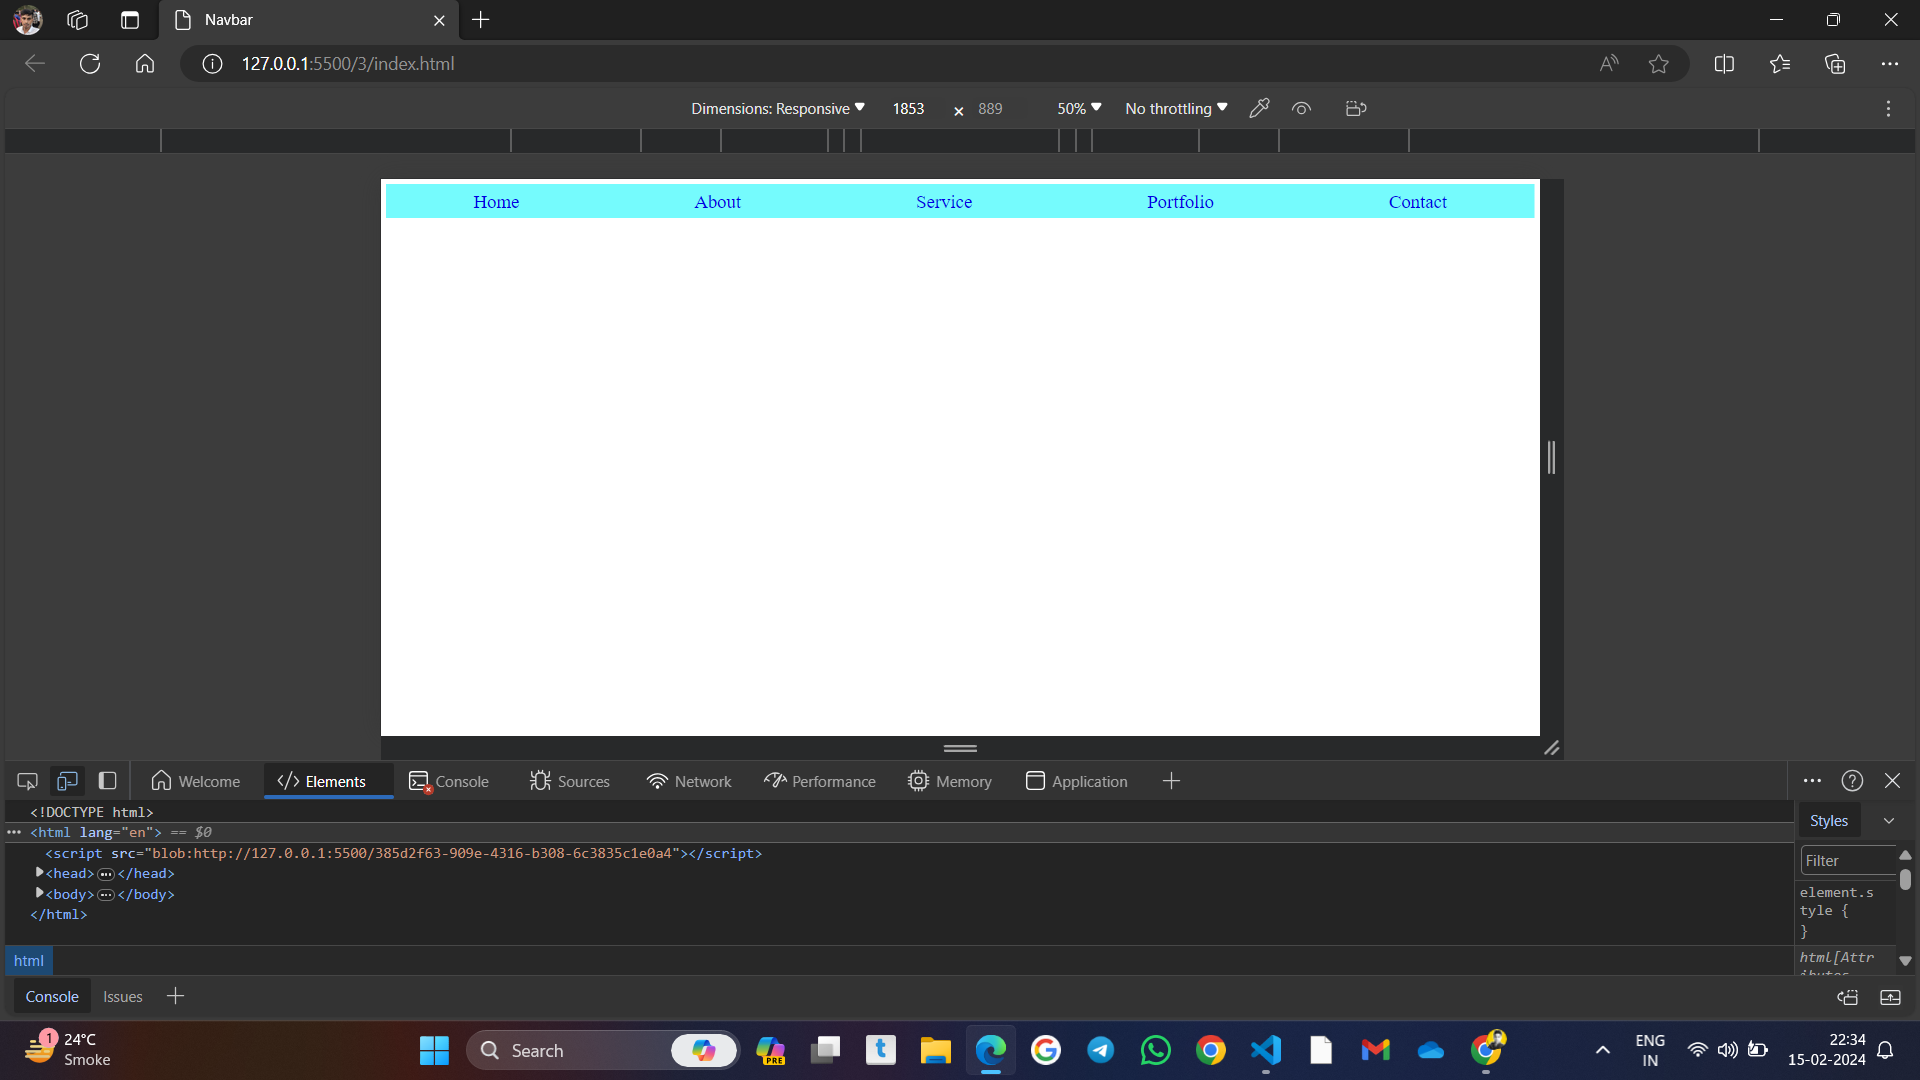 Navbar
127.0.0.1:5500/3/index.html
Dimensions: Responsive 1853 × 889 50% No throttling
Home About Service Portfolio Contact
Welcome </> Elements Console Sources Network Performance Memory Application
<!DOCTYPE html>
<html lang="en"> == $0
<script src="blob:http://127.0.0.1:5500/385d2f63-909e-4316-b308-6c3835c1e0a4"></script>
<head>…</head>
<body>…</body>
</html>
html
Styles
Filter
element.s
tyle {
}
html[Attr
Console Issues
1
24°C
Smoke
Search
PRE
t
ENG
IN
22:34
15-02-2024